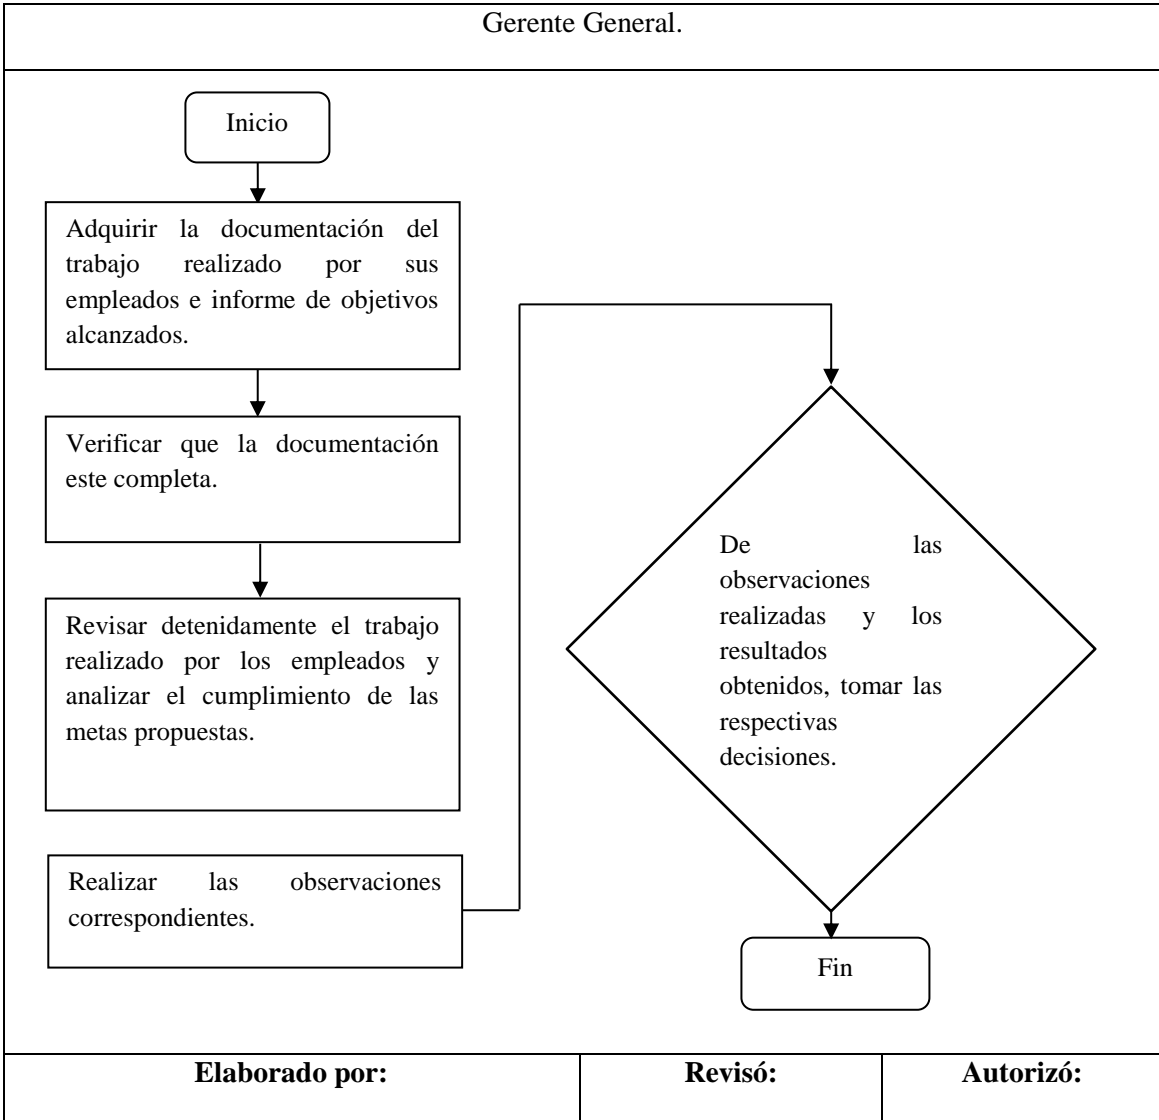 Gerente General.
Inicio
Adquirir la documentación del
trabajo realizado por sus
empleados e informe de objetivos
alcanzados.
Verificar que la documentación
este completa.
Revisar detenidamente el trabajo
realizado por los empleados y
analizar el cumplimiento de las
metas propuestas.
Realizar las observaciones
correspondientes.
De las
observaciones
realizadas y los
resultados
obtenidos, tomar las
respectivas
decisiones.
Fin
Elaborado por:
Revisó:
Autorizó: